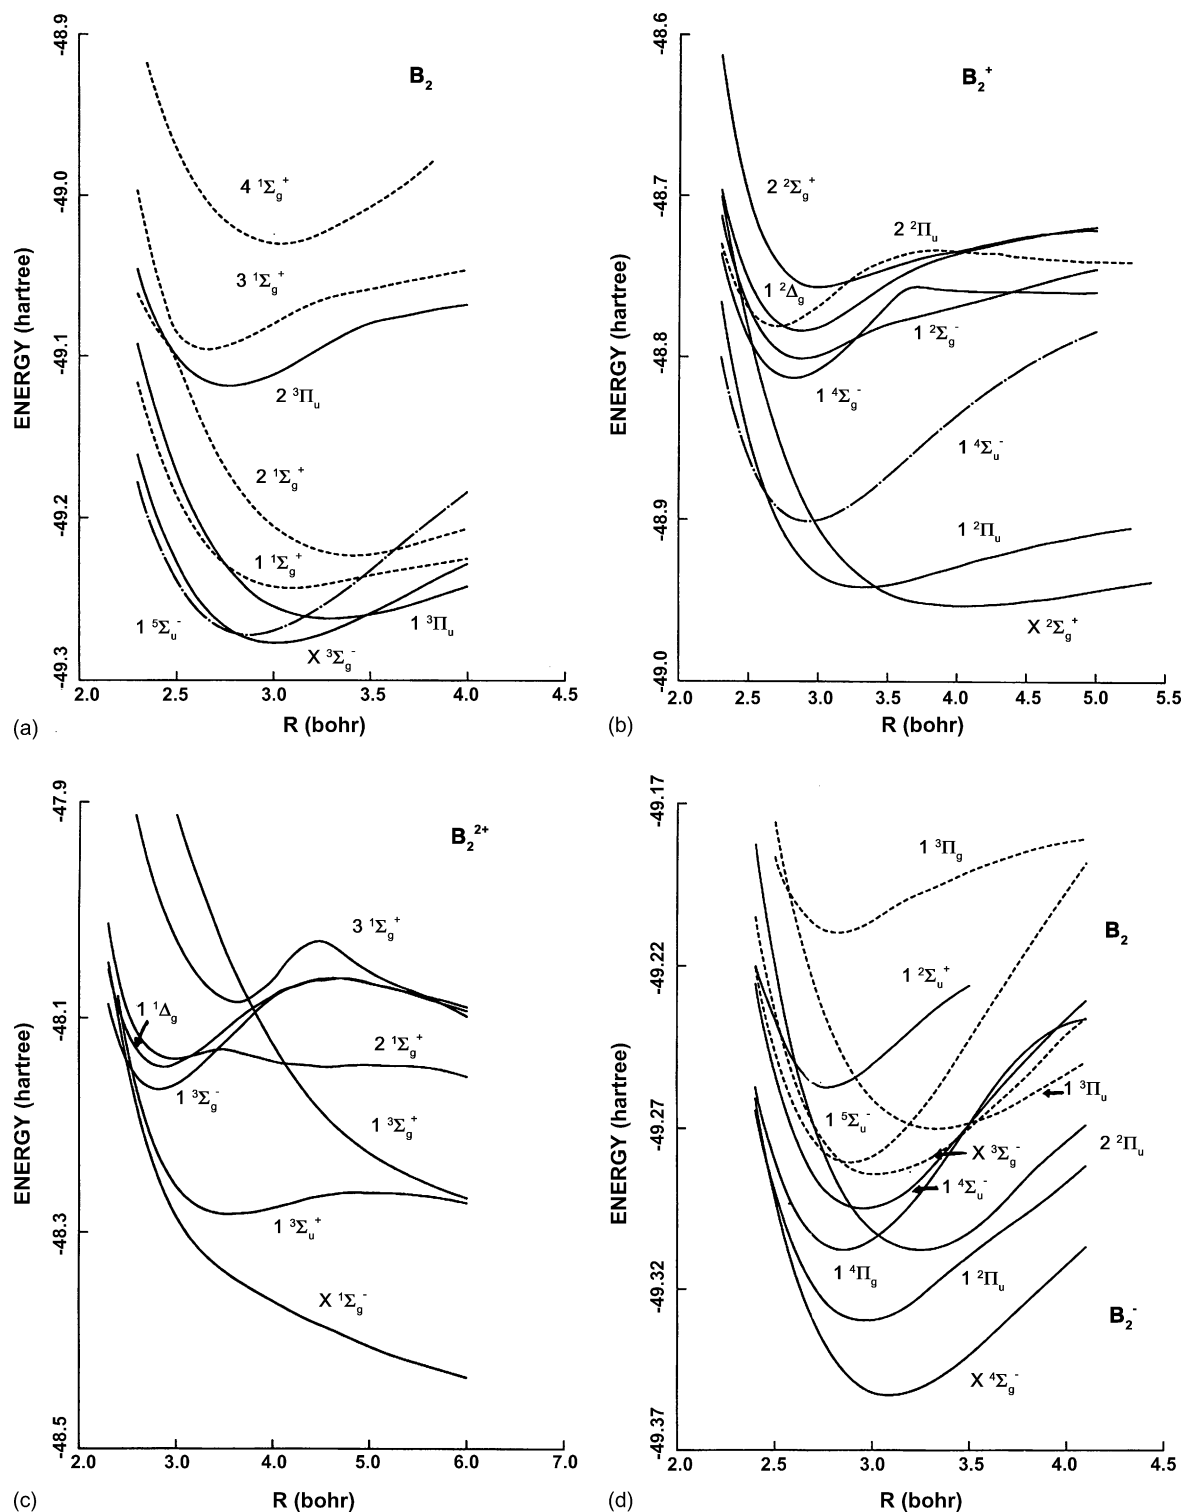 B₂
4 ¹Σg⁺
3 ¹Σg⁺
2 ³Πu
2 ¹Σg⁺
1 ¹Σg⁺
1 ⁵Σu⁻
1 ³Πu
X ³Σg⁻
ENERGY (hartree)
-48.9
-49.0
-49.1
-49.2
-49.3
2.0 2.5 3.0 3.5 4.0 4.5
R (bohr)
(a)
B₂⁺
2 ²Σg⁺
2 ²Πu
1 ²Δg
1 ²Σg⁻
1 ⁴Σg⁻
1 ⁴Σu⁻
1 ²Πu
X ²Σg⁺
ENERGY (hartree)
-48.6
-48.7
-48.8
-48.9
-49.0
2.0 2.5 3.0 3.5 4.0 4.5 5.0 5.5
R (bohr)
(b)
B₂²⁺
3 ¹Σg⁺
1 ¹Δg
2 ¹Σg⁺
1 ³Σg⁻
1 ³Σg⁺
1 ³Σu⁺
X ¹Σg⁻
ENERGY (hartree)
-47.9
-48.1
-48.3
-48.5
2.0 3.0 4.0 5.0 6.0 7.0
R (bohr)
(c)
1 ³Πg
B₂
1 ²Σu⁺
1 ³Πu
1 ⁵Σu⁻
X ³Σg⁻
2 ²Πu
1 ⁴Σu⁻
1 ⁴Πg
1 ²Πu
B₂⁻
X ⁴Σg⁻
ENERGY (hartree)
-49.17
-49.22
-49.27
-49.32
-49.37
2.0 2.5 3.0 3.5 4.0 4.5
R (bohr)
(d)